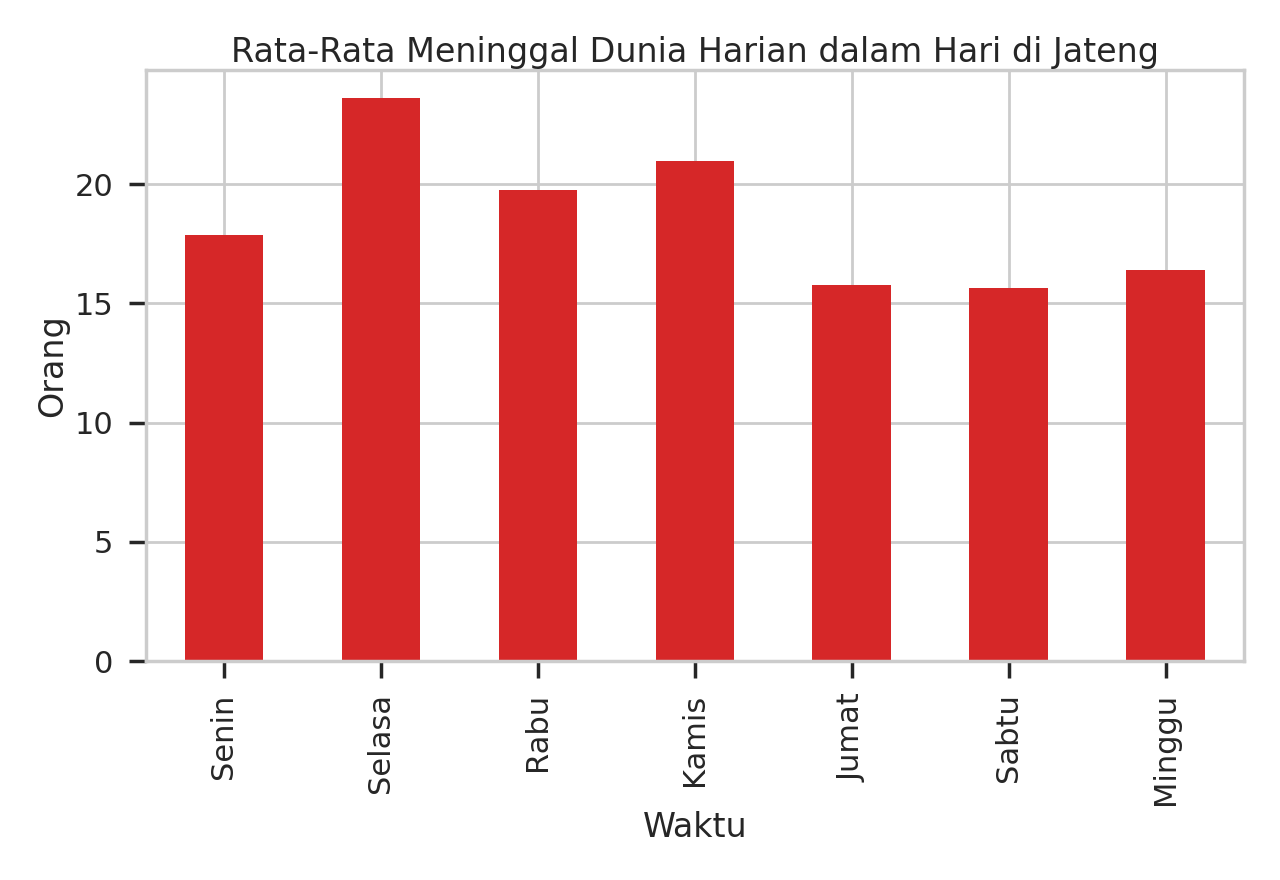 Rata-Rata Meninggal Dunia Harian dalam Hari di Jateng
Orang
20
15
10
5
0
Senin
Selasa
Rabu
Kamis
Jumat
Sabtu
Minggu
Waktu